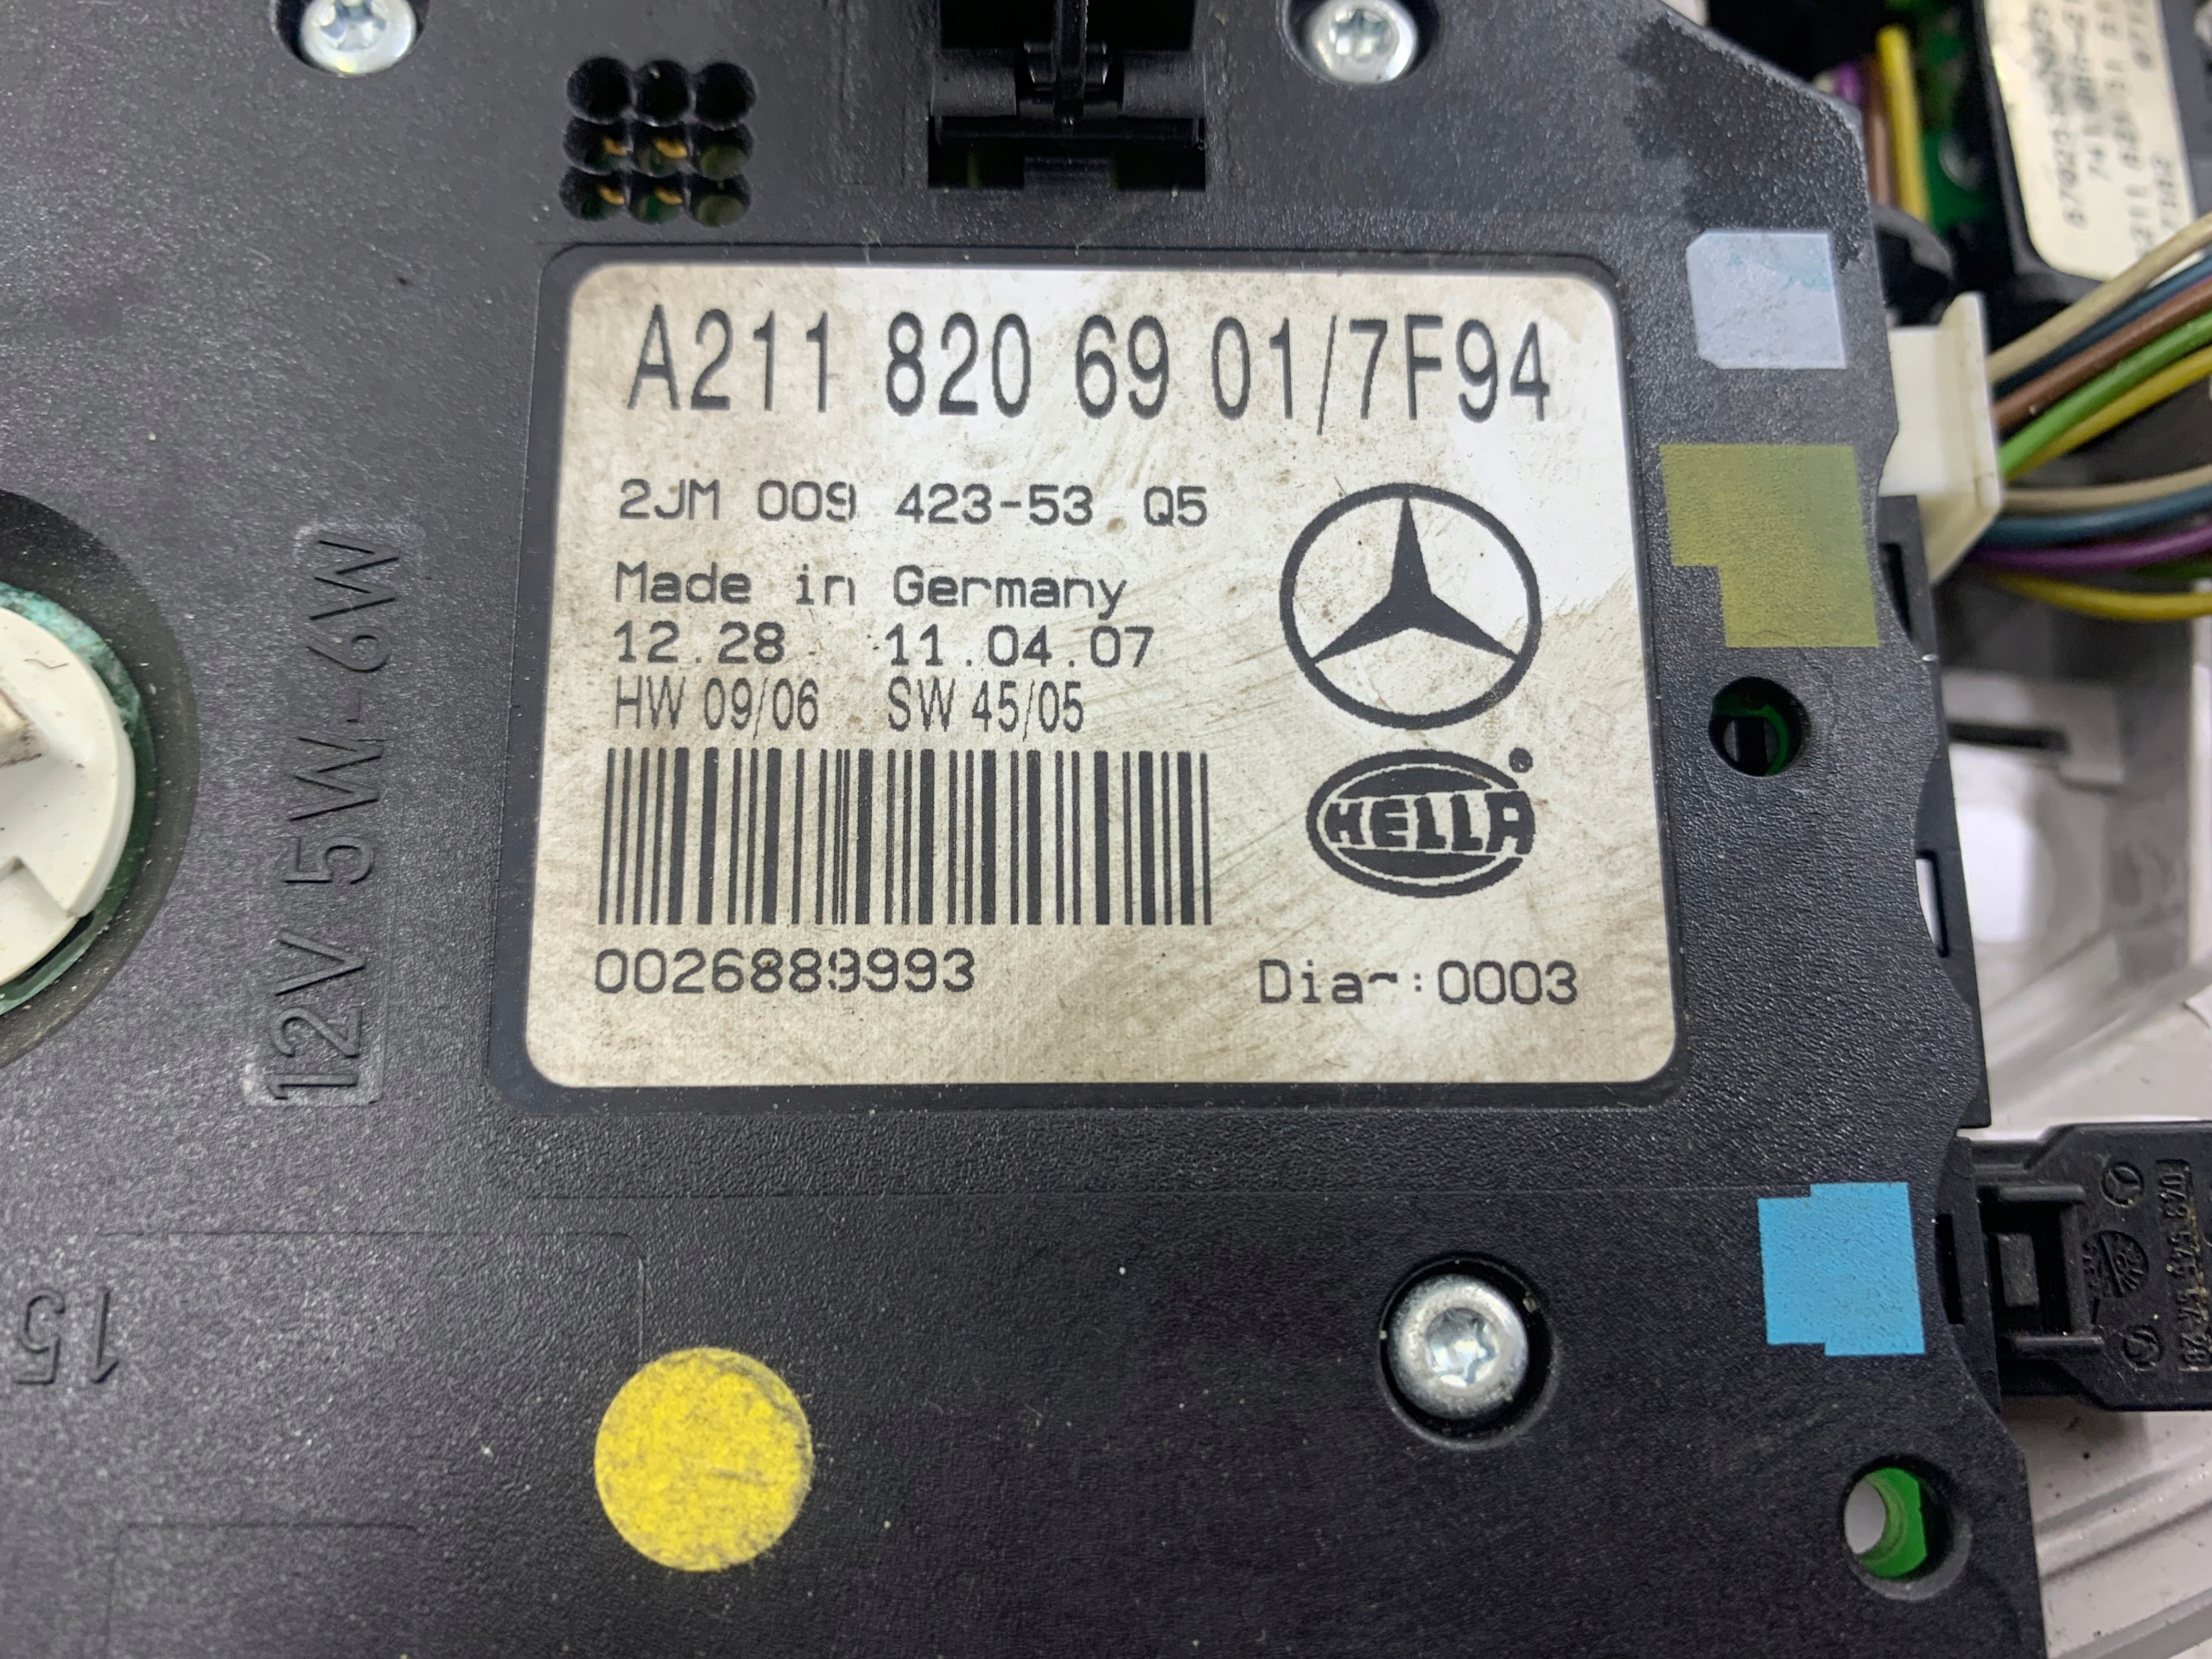 A211 820 69 01/7F94
2JM 009 423-53 Q5
Made in Germany
12.28 11.04.07
HW 09/06 SW 45/05
HELLA
0026889993
Dia~:0003
12V 5W-6W
15